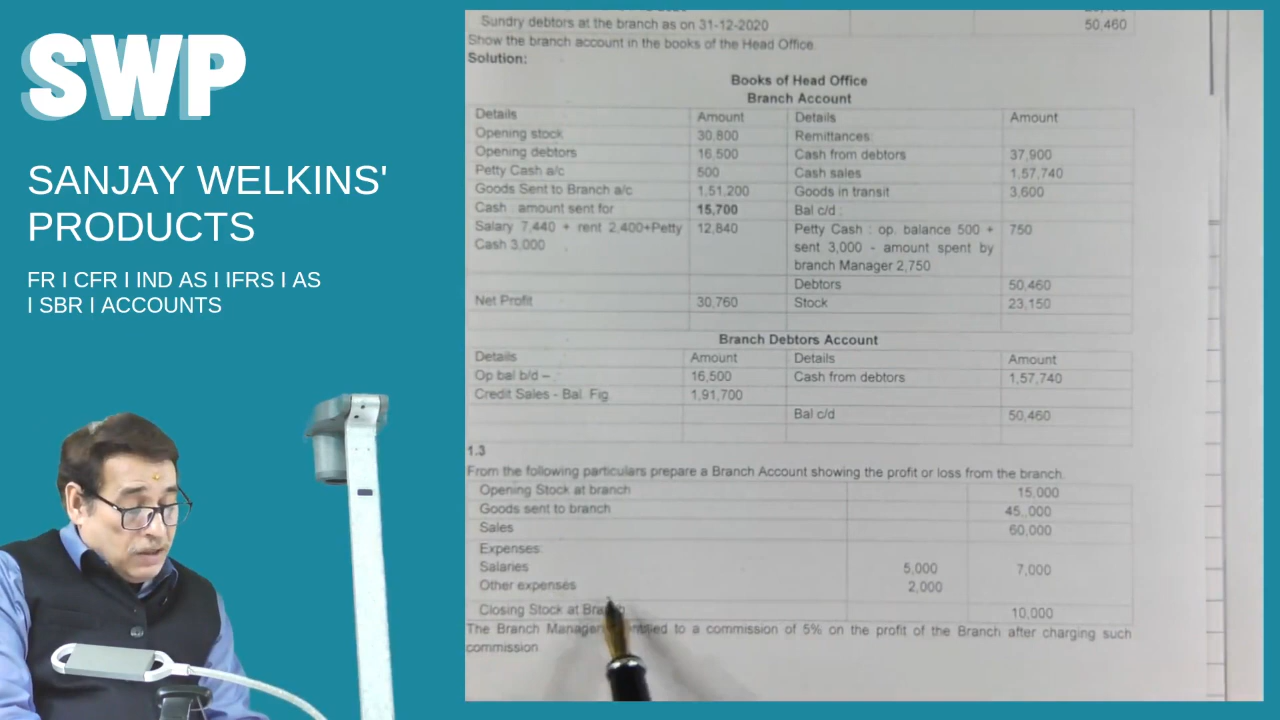 SWP
SANJAY WELKINS'
PRODUCTS
FR I CFR I IND AS I IFRS I AS
I SBR I ACCOUNTS
Sundry debtors at the branch as on 31-12-2020 50,460
Show the branch account in the books of the Head Office.
Solution:
Books of Head Office
Branch Account
Details Amount Details Amount
Opening stock 30,800 Remittances:
Opening debtors 16,500 Cash from debtors 37,900
Petty Cash a/c 500 Cash sales 1,57,740
Goods Sent to Branch a/c 1,51,200 Goods in transit 3,600
Cash : amount sent for 15,700 Bal c/d :
Salary 7,440 + rent 2,400+Petty 12,840 Petty Cash : op. balance 500 + 750
Cash 3,000 sent 3,000 - amount spent by
branch Manager 2,750
Debtors 50,460
Net Profit 30,760 Stock 23,150
Branch Debtors Account
Details Amount Details Amount
Op bal b/d – 16,500 Cash from debtors 1,57,740
Credit Sales - Bal. Fig. 1,91,700
Bal c/d 50,460
1.3
From the following particulars prepare a Branch Account showing the profit or loss from the branch.
Opening Stock at branch 15,000
Goods sent to branch 45,,000
Sales 60,000
Expenses:
Salaries 5,000 7,000
Other expenses 2,000
Closing Stock at Branch 10,000
The Branch Manager to a commission of 5% on the profit of the Branch after charging such
commission